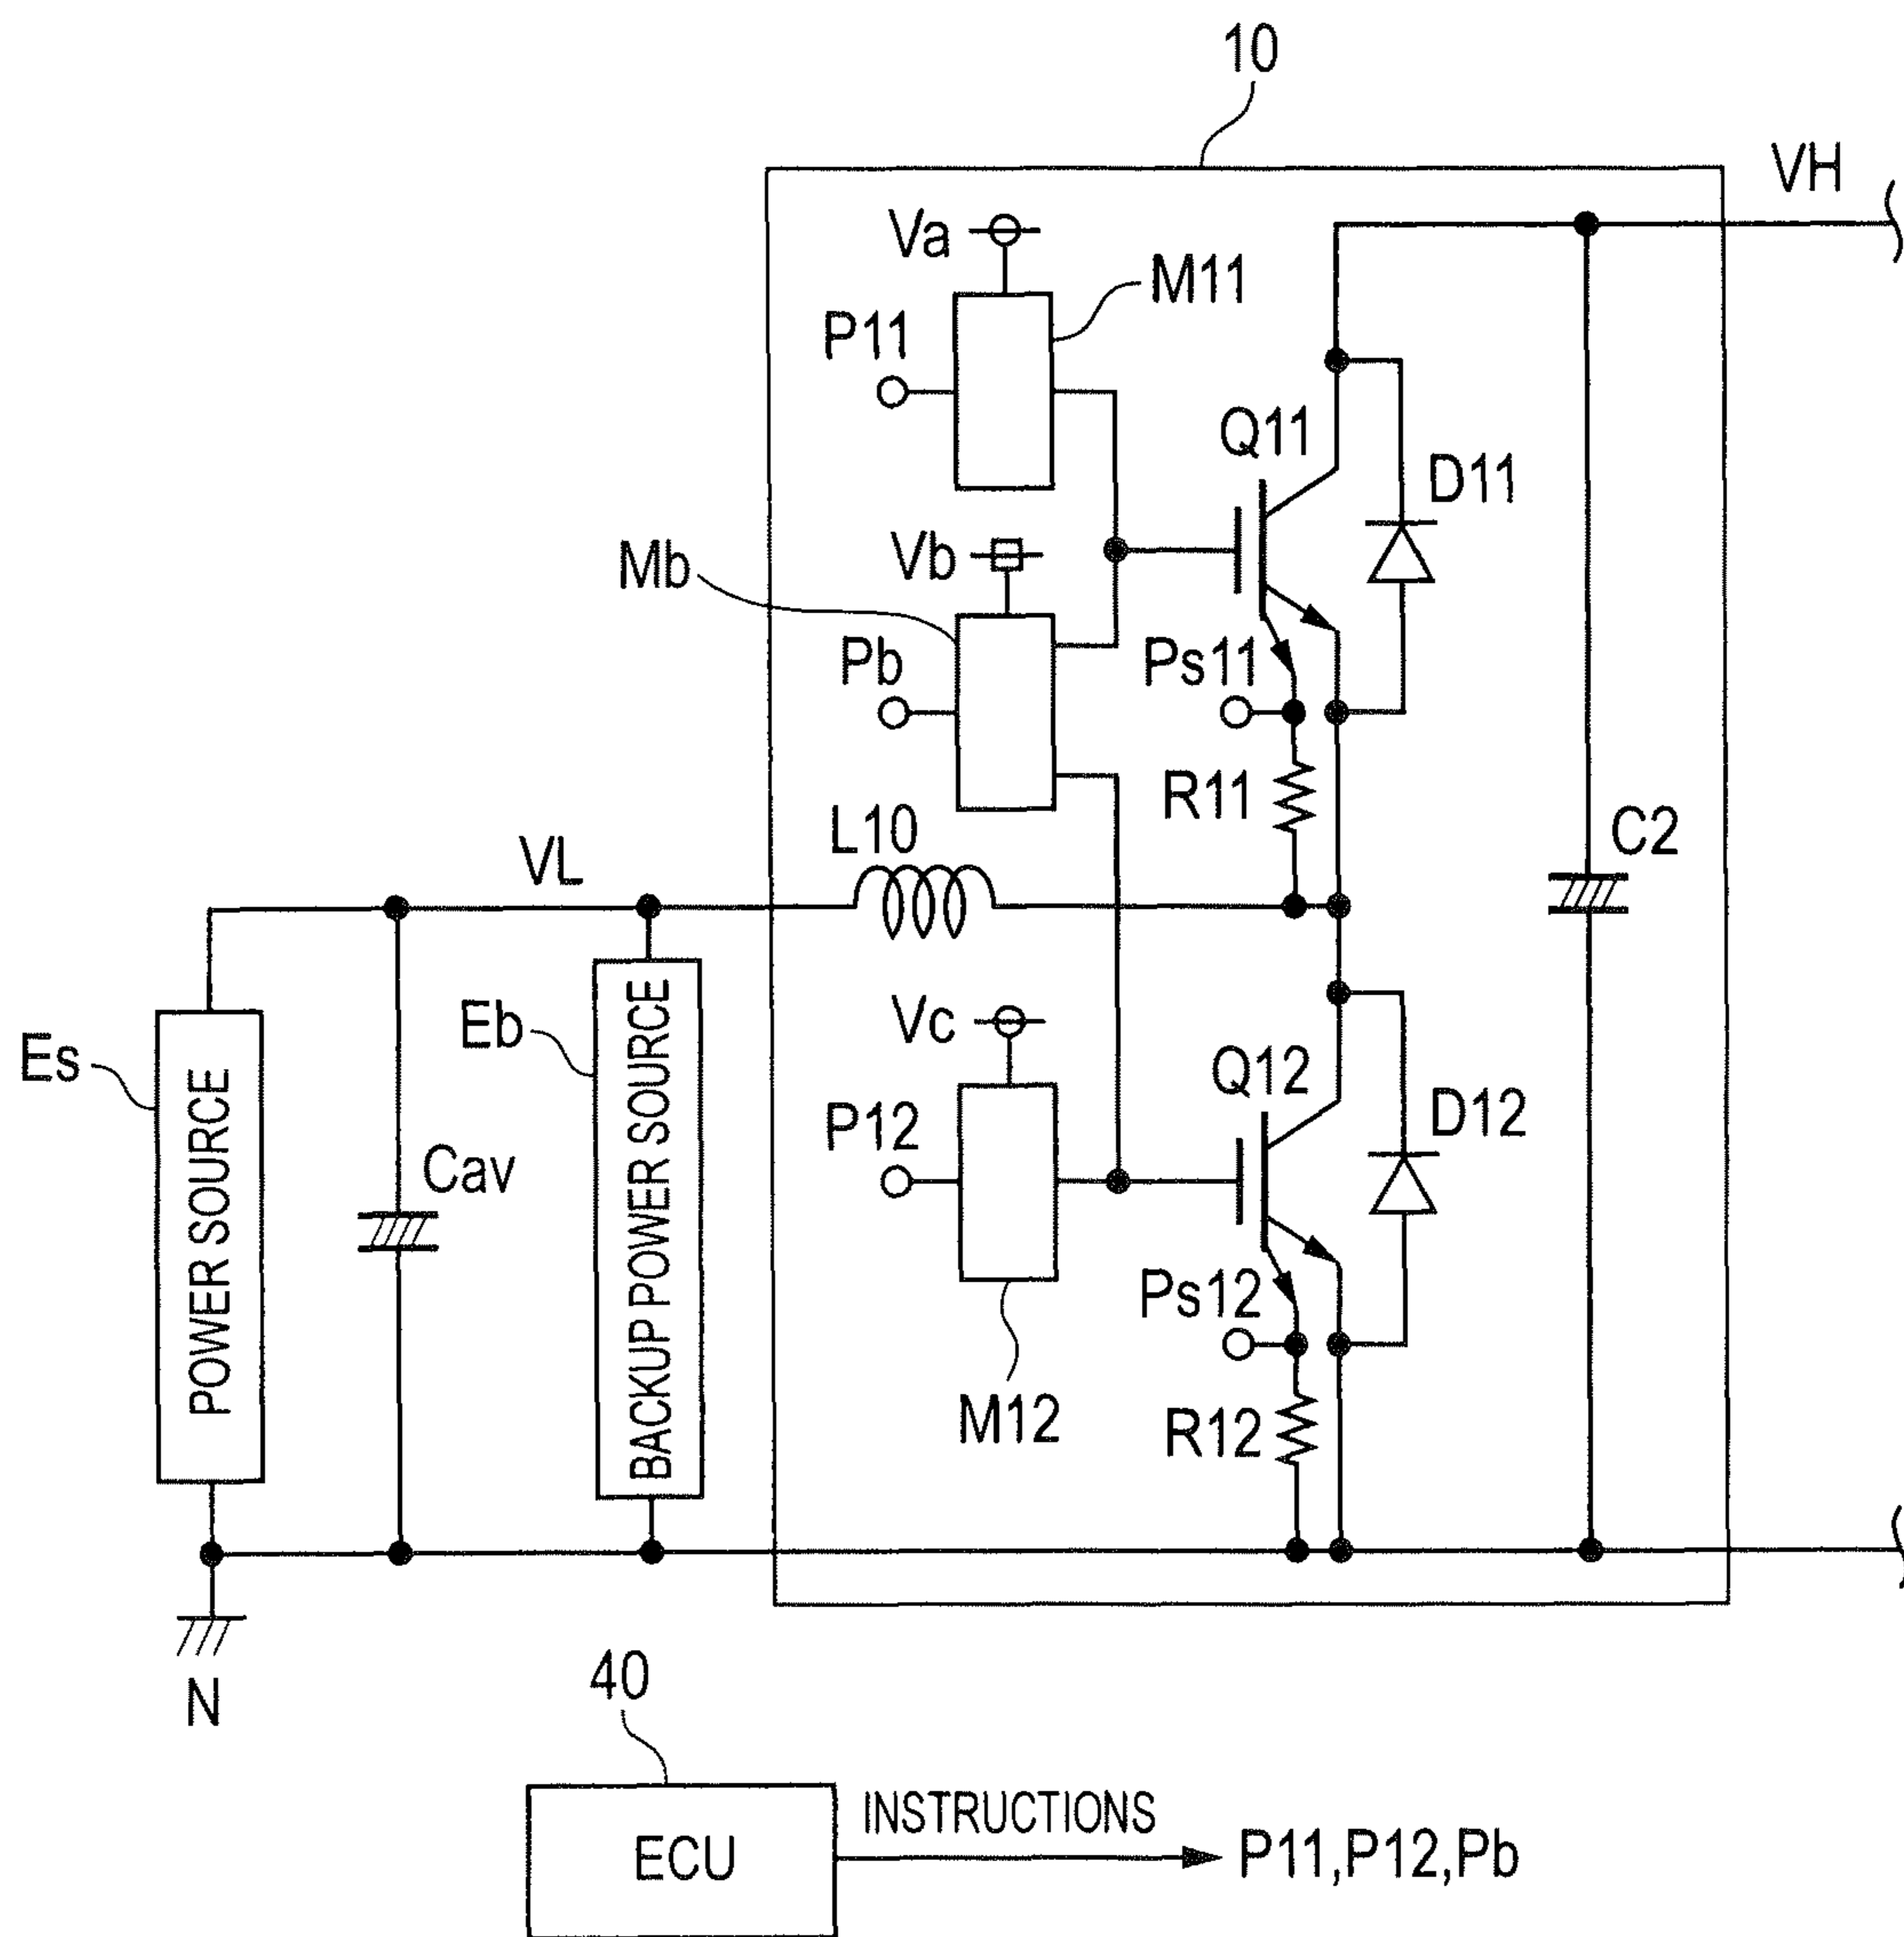 10
VH
Va
M11
P11
Q11
D11
Vb
Mb
Pb
Ps11
R11
L10
C2
VL
Vc
Es
POWER SOURCE
Eb
BACKUP POWER SOURCE
Q12
P12
D12
Cav
Ps12
M12
R12
N
40
INSTRUCTIONS
ECU
P11,P12,Pb